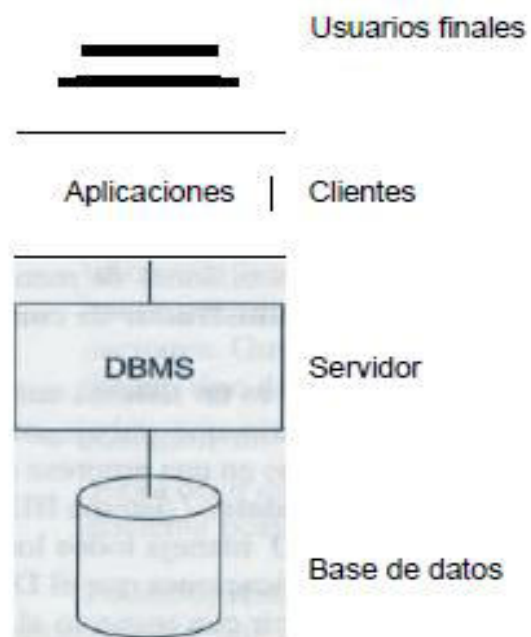 Usuarios finales
Aplicaciones | Clientes
DBMS Servidor
Base de datos